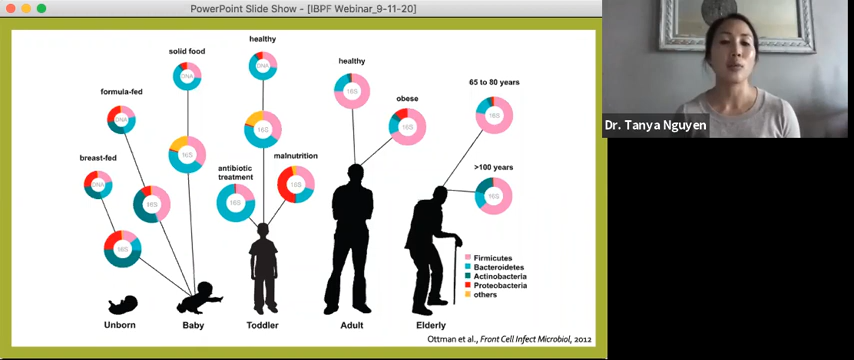 PowerPoint Slide Show - [IBPF Webinar_9-11-20]
healthy
solid food
DNA
DNA
healthy
65 to 80 years
formula-fed
16S
obese
DNA
16S
16S
16S
16S
breast-fed
malnutrition
antibiotic
treatment
>100 years
DNA
16S
16S
16S
16S
16S
Firmicutes
Bacteroidetes
Actinobacteria
Proteobacteria
others
Unborn
Baby
Toddler
Adult
Elderly
Ottman et al., Front Cell Infect Microbiol, 2012
Dr. Tanya Nguyen